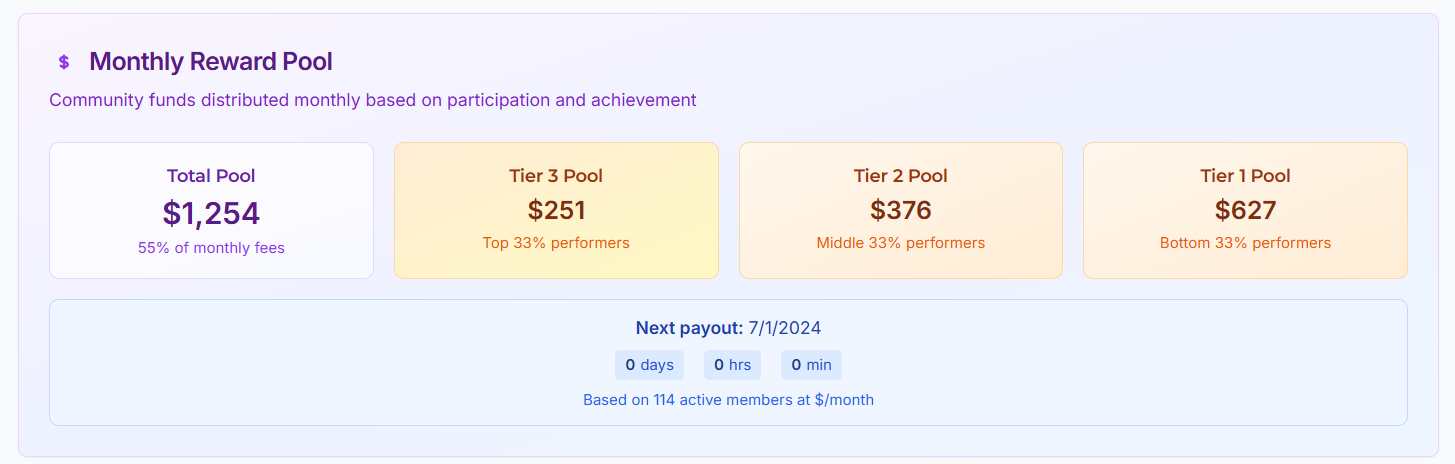 $ Monthly Reward Pool
Community funds distributed monthly based on participation and achievement
Total Pool
$1,254
55% of monthly fees
Tier 3 Pool
$251
Top 33% performers
Tier 2 Pool
$376
Middle 33% performers
Tier 1 Pool
$627
Bottom 33% performers
Next payout: 7/1/2024
0 days 0 hrs 0 min
Based on 114 active members at $/month